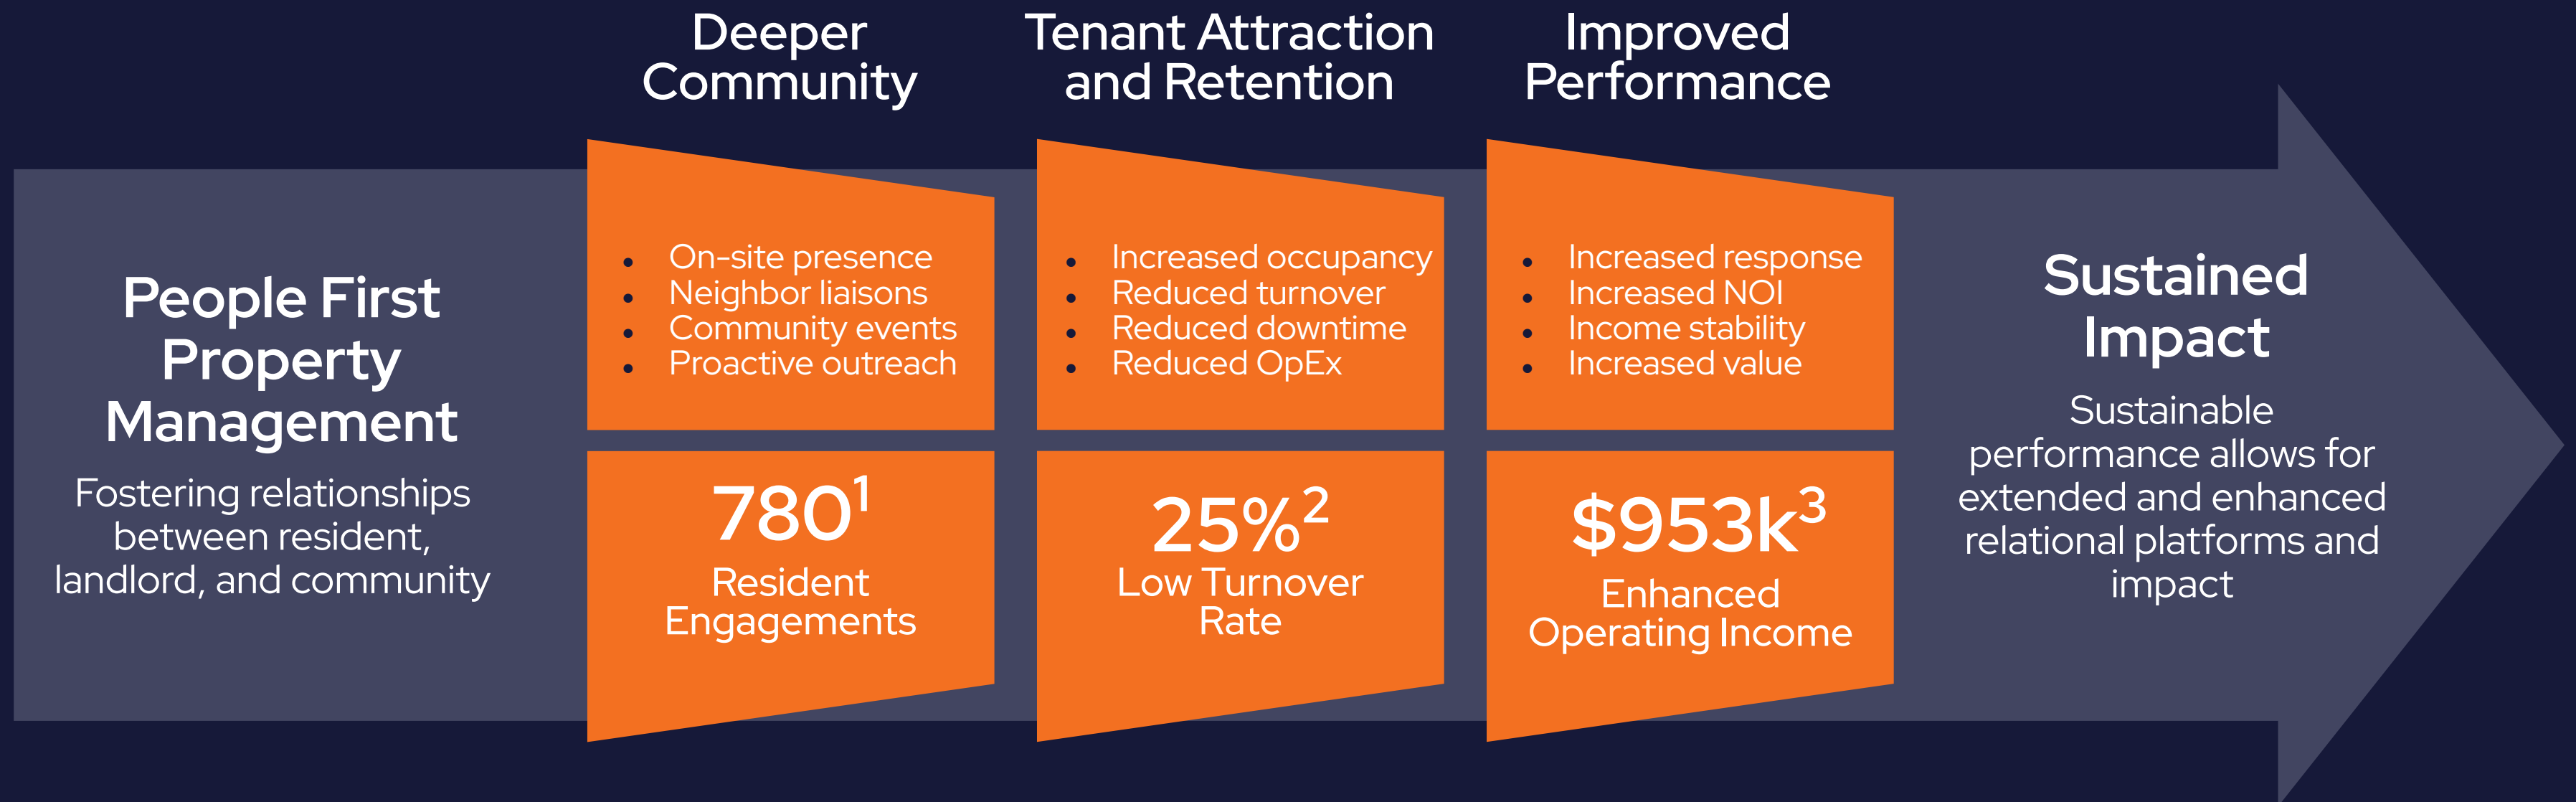 People First
Property
Management
Fostering relationships
between resident,
landlord, and community
Deeper
Community
• On-site presence
• Neighbor liaisons
• Community events
• Proactive outreach
780¹
Resident
Engagements
Tenant Attraction
and Retention
• Increased occupancy
• Reduced turnover
• Reduced downtime
• Reduced OpEx
25%²
Low Turnover
Rate
Improved
Performance
• Increased response
• Increased NOI
• Income stability
• Increased value
$953k³
Enhanced
Operating Income
Sustained
Impact
Sustainable
performance allows for
extended and enhanced
relational platforms and
impact